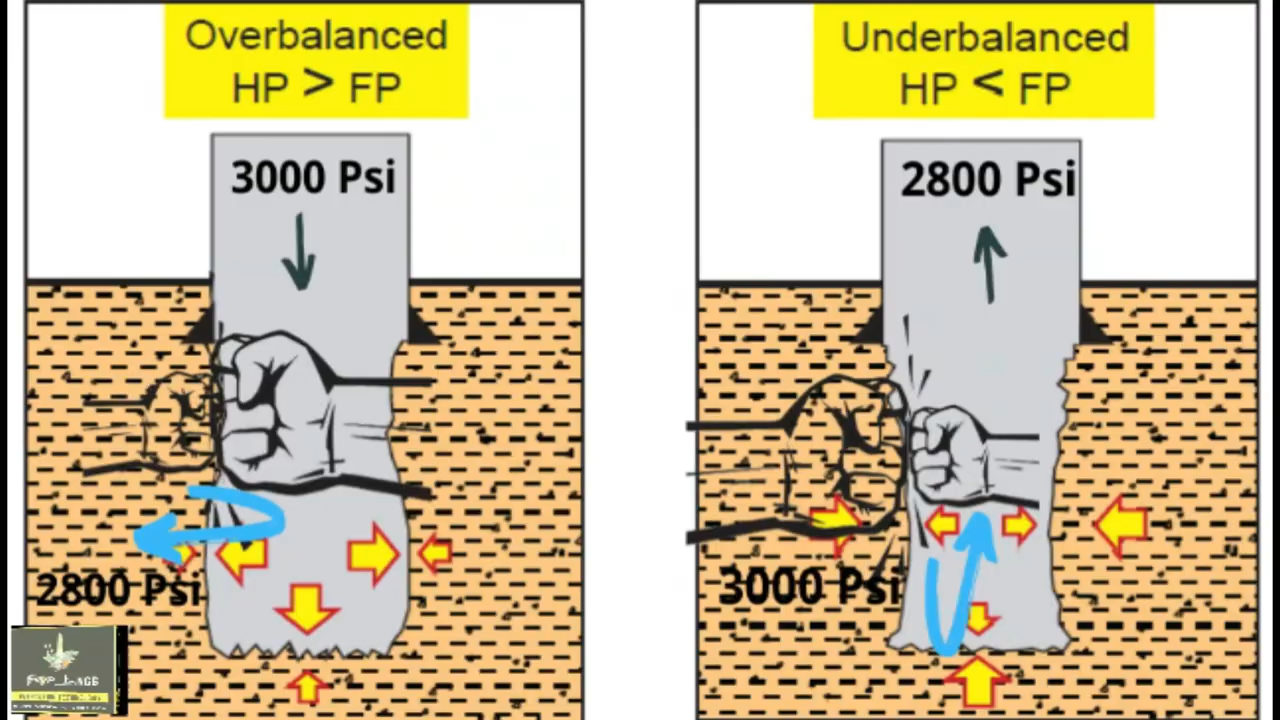 Overbalanced
HP > FP
3000 Psi
2800 Psi
Underbalanced
HP < FP
2800 Psi
3000 Psi